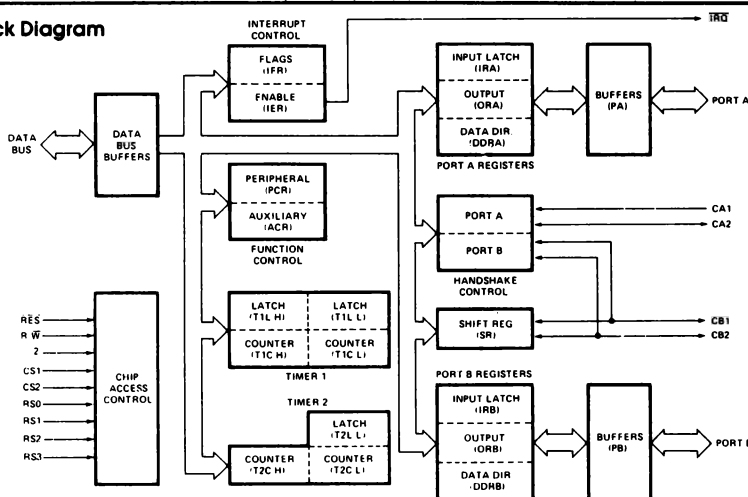 ck Diagram
INTERRUPT
CONTROL
FLAGS
(IFR)
ENABLE
(IER)
IRQ
DATA
BUS
DATA
BUS
BUFFERS
INPUT LATCH
(IRA)
OUTPUT
(ORA)
DATA DIR.
(DDRA)
PORT A REGISTERS
BUFFERS
(PA)
PORT A
PERIPHERAL
(PCR)
AUXILIARY
(ACR)
FUNCTION
CONTROL
PORT A
PORT B
HANDSHAKE
CONTROL
CA1
CA2
LATCH
(T1L H)
LATCH
(T1L L)
COUNTER
(T1C H)
COUNTER
(T1C L)
TIMER 1
SHIFT REG
(SR)
CB1
CB2
RES
R W
2
CS1
CS2
RS0
RS1
RS2
RS3
CHIP
ACCESS
CONTROL
TIMER 2
LATCH
(T2L L)
COUNTER
(T2C H)
COUNTER
(T2C L)
PORT B REGISTERS
INPUT LATCH
(IRB)
OUTPUT
(ORB)
DATA DIR
(DDRB)
BUFFERS
(PB)
PORT B